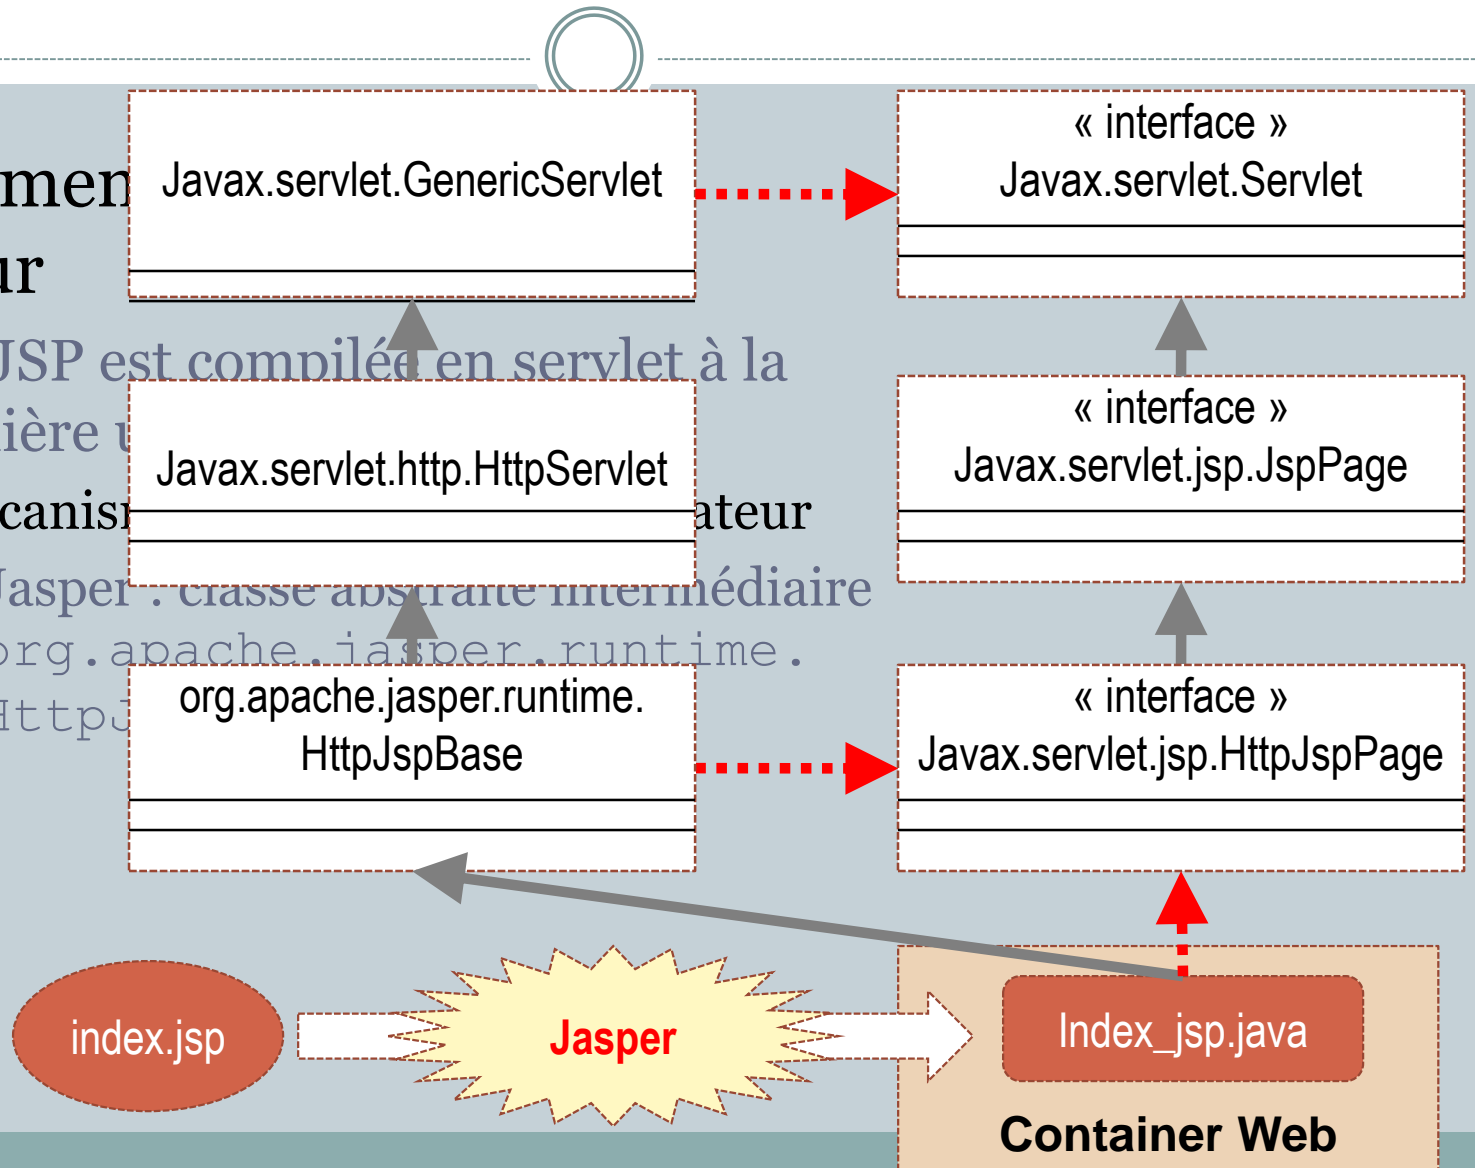 Javax.servlet.GenericServlet
« interface »
Javax.servlet.Servlet
ur
JSP est compilée en servlet à la
Javax.servlet.http.HttpServlet
« interface »
Javax.servlet.jsp.JspPage
ateur
Jasper : classe abstraite intermédiaire
org.apache.jasper.runtime.
org.apache.jasper.runtime.
HttpJspBase
« interface »
Javax.servlet.jsp.HttpJspPage
index.jsp
Jasper
Index_jsp.java
Container Web